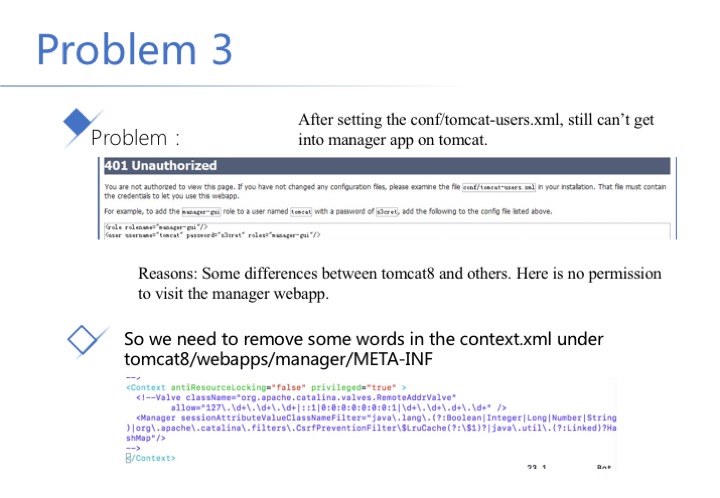 Problem 3
After setting the conf/tomcat-users.xml, still can't get
into manager app on tomcat.
Problem :
401 Unauthorized
You are not authorized to view this page. If you have not changed any configuration files, please examine the file conf/tomcat-users.xml in your installation. That file must contain
the credentials to let you use this webapp.
For example, to add the manager-gui role to a user named tomcat with a password of s3cret, add the following to the config file listed above.
<role rolename="manager-gui"/>
<user username="tomcat" password="s3cret" roles="manager-gui"/>
Reasons: Some differences between tomcat8 and others. Here is no permission
to visit the manager webapp.
So we need to remove some words in the context.xml under
tomcat8/webapps/manager/META-INF
-->
<Context antiResourceLocking="false" privileged="true" >
<!--Valve className="org.apache.catalina.valves.RemoteAddrValve"
allow="127\.\d+\.\d+\.\d+|::1|0:0:0:0:0:0:0:1|\d+\.\d+\.\d+\.\d+" />
<Manager sessionAttributeValueClassNameFilter="java\.lang\.(?:Boolean|Integer|Long|Number|String
)|org\.apache\.catalina\.filters\.CsrfPreventionFilter\$LruCache(?:\$1)?|java\.util\.(?:Linked)?Ha
shMap"/>
-->
</Context>
23,1 Bot